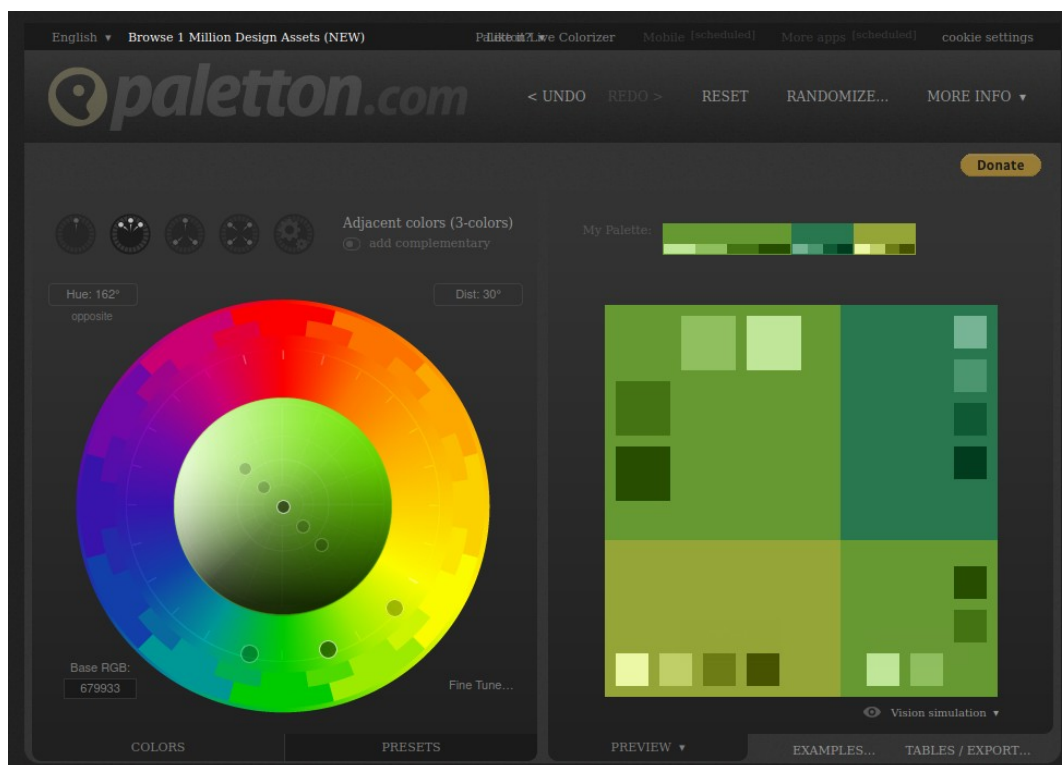 English ▾ Browse 1 Million Design Assets (NEW) Mobile [scheduled] More apps [scheduled] cookie settings
Live Colorizer
paletton.com
< UNDO REDO > RESET RANDOMIZE... MORE INFO ▾
Donate
Adjacent colors (3-colors)
add complementary
My Palette:
Hue: 162°
opposite
Dist: 30°
Base RGB:
679933
Fine Tune...
Vision simulation ▾
COLORS PRESETS
PREVIEW ▾ EXAMPLES... TABLES / EXPORT...